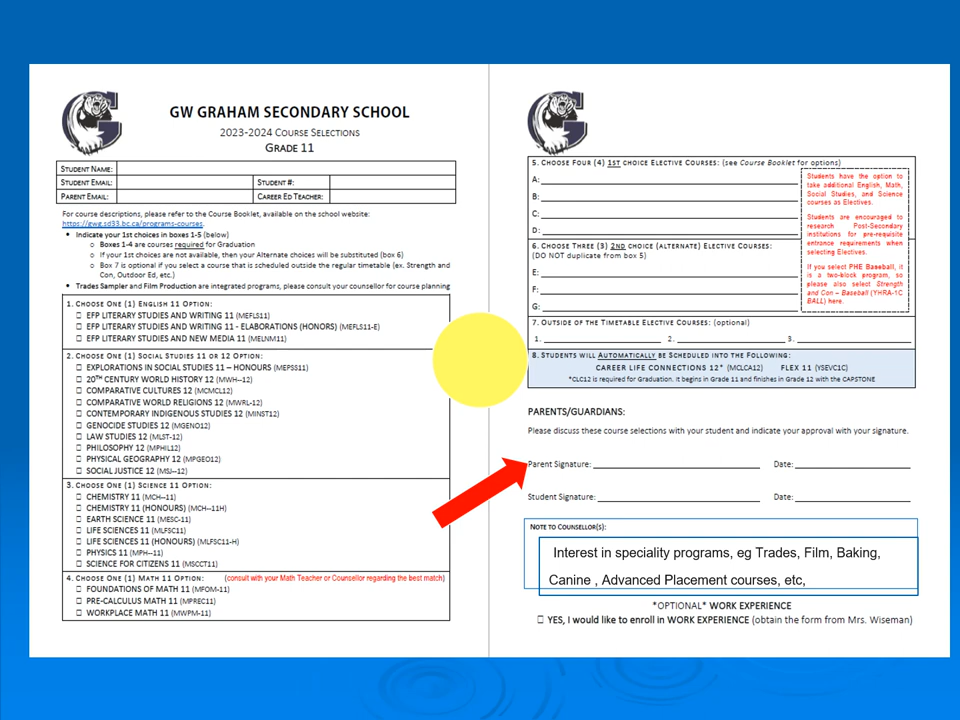 GW GRAHAM SECONDARY SCHOOL
2023-2024 COURSE SELECTIONS
GRADE 11
STUDENT NAME:
STUDENT EMAIL: STUDENT #:
PARENT EMAIL: CAREER ED TEACHER:
For course descriptions, please refer to the Course Booklet, available on the school website:
https://gwg.sd33.bc.ca/programs-courses.
• Indicate your 1st choices in boxes 1-5 (below)
o Boxes 1-4 are courses required for Graduation
o If your 1st choices are not available, then your Alternate choices will be substituted (box 6)
o Box 7 is optional if you select a course that is scheduled outside the regular timetable (ex. Strength and
Con, Outdoor Ed, etc.)
• Trades Sampler and Film Production are integrated programs, please consult your counsellor for course planning
1. CHOOSE ONE (1) ENGLISH 11 OPTION:
☐ EFP LITERARY STUDIES AND WRITING 11 (MEFLS11)
☐ EFP LITERARY STUDIES AND WRITING 11 - ELABORATIONS (HONORS) (MEFLS11-E)
☐ EFP LITERARY STUDIES AND NEW MEDIA 11 (MELNM11)
2. CHOOSE ONE (1) SOCIAL STUDIES 11 OR 12 OPTION:
☐ EXPLORATIONS IN SOCIAL STUDIES 11 – HONOURS (MEPSS11)
☐ 20TH CENTURY WORLD HISTORY 12 (MWH--12)
☐ COMPARATIVE CULTURES 12 (MCMCL12)
☐ COMPARATIVE WORLD RELIGIONS 12 (MWRL-12)
☐ CONTEMPORARY INDIGENOUS STUDIES 12 (MINST12)
☐ GENOCIDE STUDIES 12 (MGENO12)
☐ LAW STUDIES 12 (MLST-12)
☐ PHILOSOPHY 12 (MPHIL12)
☐ PHYSICAL GEOGRAPHY 12 (MPGEO12)
☐ SOCIAL JUSTICE 12 (MSJ--12)
3. CHOOSE ONE (1) SCIENCE 11 OPTION:
☐ CHEMISTRY 11 (MCH--11)
☐ CHEMISTRY 11 (HONOURS) (MCH--11H)
☐ EARTH SCIENCE 11 (MESC-11)
☐ LIFE SCIENCES 11 (MLFSC11)
☐ LIFE SCIENCES 11 (HONOURS) (MLFSC11-H)
☐ PHYSICS 11 (MPH--11)
☐ SCIENCE FOR CITIZENS 11 (MSCCT11)
4. CHOOSE ONE (1) MATH 11 OPTION: (consult with your Math Teacher or Counsellor regarding the best match)
☐ FOUNDATIONS OF MATH 11 (MFOM-11)
☐ PRE-CALCULUS MATH 11 (MPREC11)
☐ WORKPLACE MATH 11 (MWPM-11)
5. CHOOSE FOUR (4) 1ST CHOICE ELECTIVE COURSES: (see Course Booklet for options)
A:
B:
C:
D:
Students have the option to
take additional English, Math,
Social Studies, and Science
courses as Electives.
Students are encouraged to
research Post-Secondary
institutions for pre-requisite
entrance requirements when
selecting Electives.
If you select PHE Baseball, it
is a two-block program, so
please also select Strength
and Con – Baseball (YHRA-1C
BALL) here.
6. CHOOSE THREE (3) 2ND CHOICE (ALTERNATE) ELECTIVE COURSES:
(DO NOT duplicate from box 5)
E:
F:
G:
7. OUTSIDE OF THE TIMETABLE ELECTIVE COURSES: (optional)
1. 2. 3.
8. STUDENTS WILL AUTOMATICALLY BE SCHEDULED INTO THE FOLLOWING:
CAREER LIFE CONNECTIONS 12* (MCLCA12) FLEX 11 (YSEVC1C)
*CLC12 is required for Graduation. It begins in Grade 11 and finishes in Grade 12 with the CAPSTONE
PARENTS/GUARDIANS:
Please discuss these course selections with your student and indicate your approval with your signature.
Parent Signature: Date:
Student Signature: Date:
NOTE TO COUNSELLOR(S):
Interest in speciality programs, eg Trades, Film, Baking,
Canine , Advanced Placement courses, etc,
*OPTIONAL* WORK EXPERIENCE
☐ YES, I would like to enroll in WORK EXPERIENCE (obtain the form from Mrs. Wiseman)